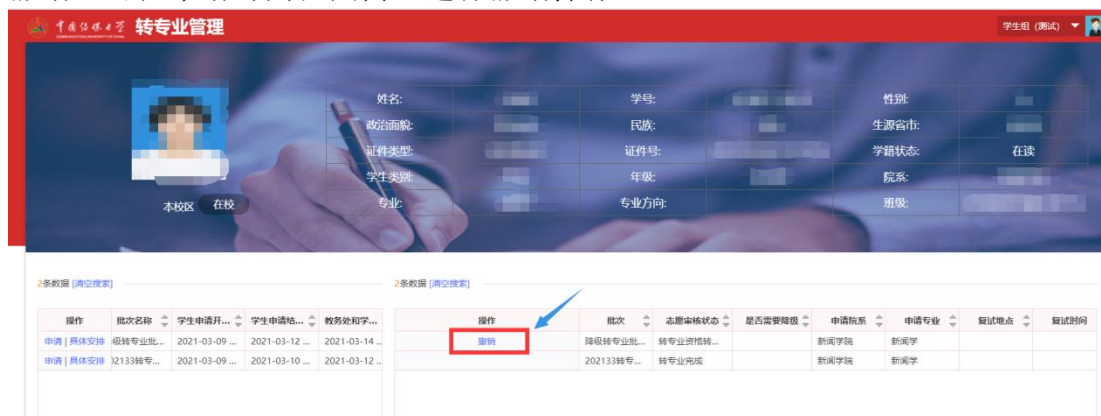 中国传媒大学 转专业管理 学生组 (测试)
COMMUNICATION UNIVERSITY OF CHINA
姓名: 学号: 性别:
政治面貌: 民族: 生源省市:
证件类型: 证件号: 学籍状态: 在读
学生类别: 年级: 院系:
专业: 专业方向: 班级:
本校区 在校
2条数据 [清空搜索] 2条数据 [清空搜索]
操作 批次名称 学生申请开... 学生申请结... 教务处和学... 操作 批次 志愿审核状态 是否需要降级 申请院系 申请专业 复试地点 复试时间
申请 | 具体安排 级转专业批... 2021-03-09 ... 2021-03-12 ... 2021-03-14 .. 撤销 降级转专业批... 转专业资格转... 新闻学院 新闻学
申请 | 具体安排 02133转专... 2021-03-09 ... 2021-03-10 ... 2021-03-12 .. 202133转专... 转专业完成 新闻学院 新闻学